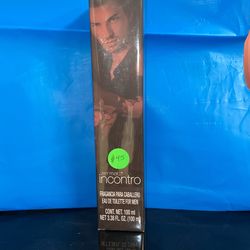 #45
incontro
FRAGANCIA PARA CABALLERO
EAU DE TOILETTE FOR MEN
CONT. NET. 100 ml
NET 3.38 FL. OZ. (100 ml)